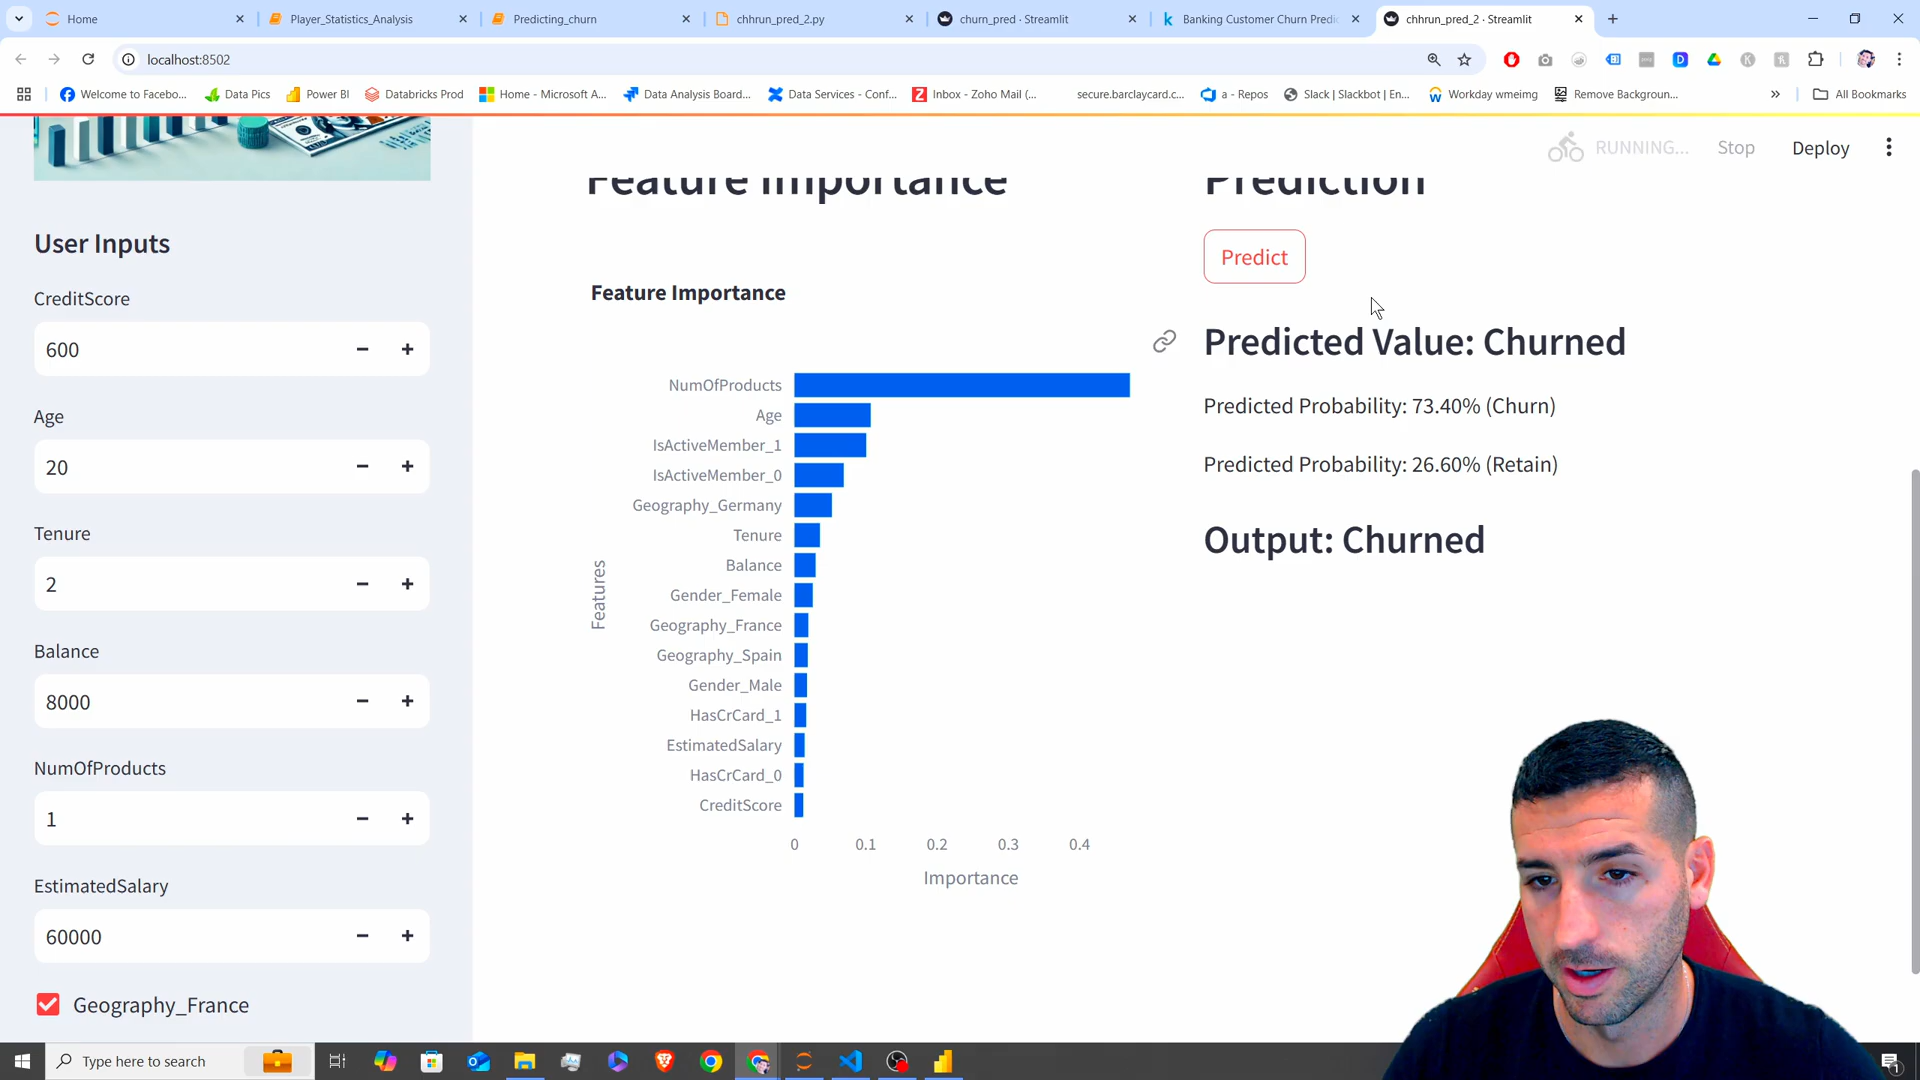 Home
Player_Statistics_Analysis
Predicting_churn
chhrun_pred_2.py
churn_pred · Streamlit
Banking Customer Churn Predic
chhrun_pred_2 · Streamlit
localhost:8502
Welcome to Facebo...
Data Pics
Power BI
Databricks Prod
Home - Microsoft A...
Data Analysis Board...
Data Services - Conf...
Inbox - Zoho Mail (...
secure.barclaycard.c...
a - Repos
Slack | Slackbot | En...
Workday wmeimg
Remove Backgroun...
All Bookmarks
RUNNING...
Stop
Deploy
User Inputs
CreditScore
600
Age
20
Tenure
2
Balance
8000
NumOfProducts
1
EstimatedSalary
60000
Geography_France
Feature Importance
Feature Importance
Features
NumOfProducts
Age
IsActiveMember_1
IsActiveMember_0
Geography_Germany
Tenure
Balance
Gender_Female
Geography_France
Geography_Spain
Gender_Male
HasCrCard_1
EstimatedSalary
HasCrCard_0
CreditScore
0 0.1 0.2 0.3 0.4
Importance
Prediction
Predict
Predicted Value: Churned
Predicted Probability: 73.40% (Churn)
Predicted Probability: 26.60% (Retain)
Output: Churned
Type here to search